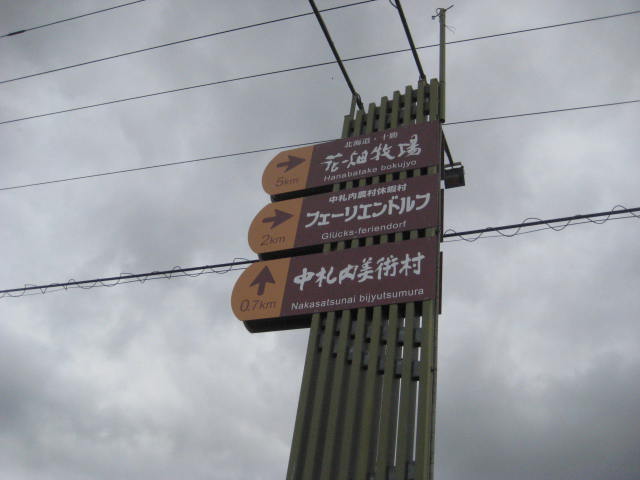 北海道・十勝
花畑牧場
Hanabatake bokujyo
5km
中札内農村休暇村
フェーリエンドルフ
Glücks-feriendorf
2km
中札内美術村
Nakasatsunai bijyutsumura
0.7km